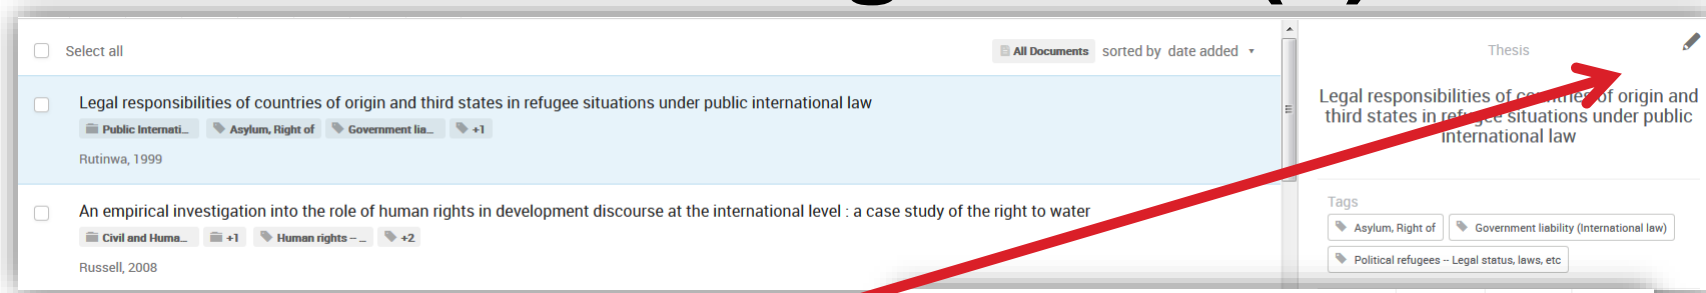 Select all
All Documents sorted by date added
Legal responsibilities of countries of origin and third states in refugee situations under public international law
Public Internati...
Asylum, Right of
Government lia...
+1
Rutinwa, 1999
An empirical investigation into the role of human rights in development discourse at the international level : a case study of the right to water
Civil and Huma...
+1
Human rights -- ...
+2
Russell, 2008
Thesis
Legal responsibilities of countries of origin and
third states in refugee situations under public
international law
Tags
Asylum, Right of
Government liability (International law)
Political refugees -- Legal status, laws, etc